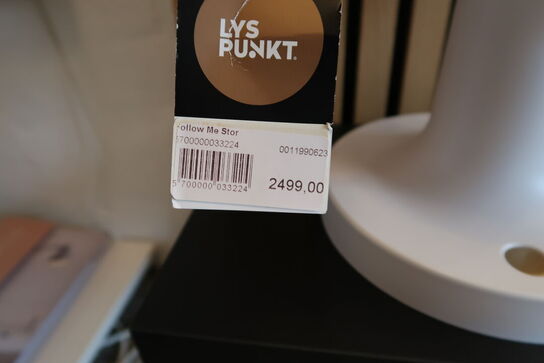 LYS
PUNKT.
Follow Me Stor
5700000033224 0011990623
5 700000 033224 2499,00